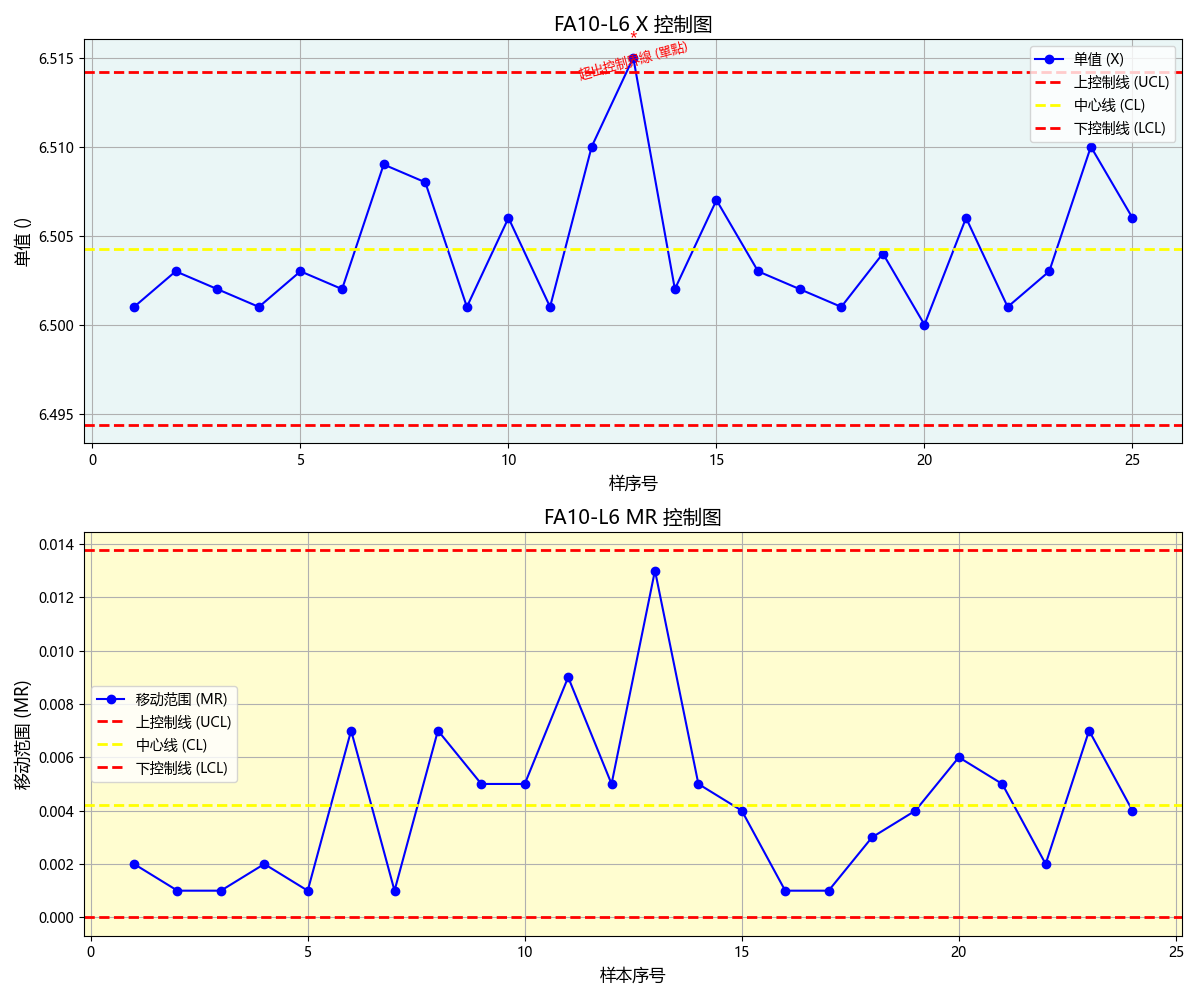 FA10-L6 X 控制图
*
超出控制界線 (單點)
单值 (X)
上控制线 (UCL)
中心线 (CL)
下控制线 (LCL)
单值 ()
6.515
6.510
6.505
6.500
6.495
0 5 10 15 20 25
样序号
FA10-L6 MR 控制图
移动范围 (MR)
上控制线 (UCL)
中心线 (CL)
下控制线 (LCL)
移动范围 (MR)
0.014
0.012
0.010
0.008
0.006
0.004
0.002
0.000
0 5 10 15 20 25
样本序号